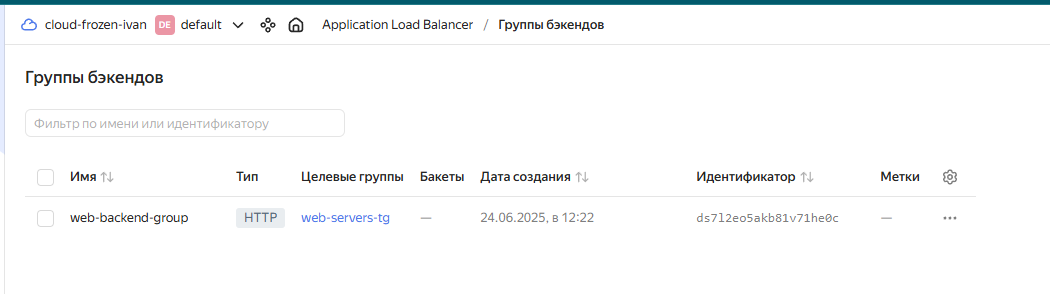 cloud-frozen-ivan DE default Application Load Balancer / Группы бэкендов
Группы бэкендов
Фильтр по имени или идентификатору
Имя Тип Целевые группы Бакеты Дата создания Идентификатор Метки
web-backend-group HTTP web-servers-tg — 24.06.2025, в 12:22 ds7l2eo5akb81v71he0c —